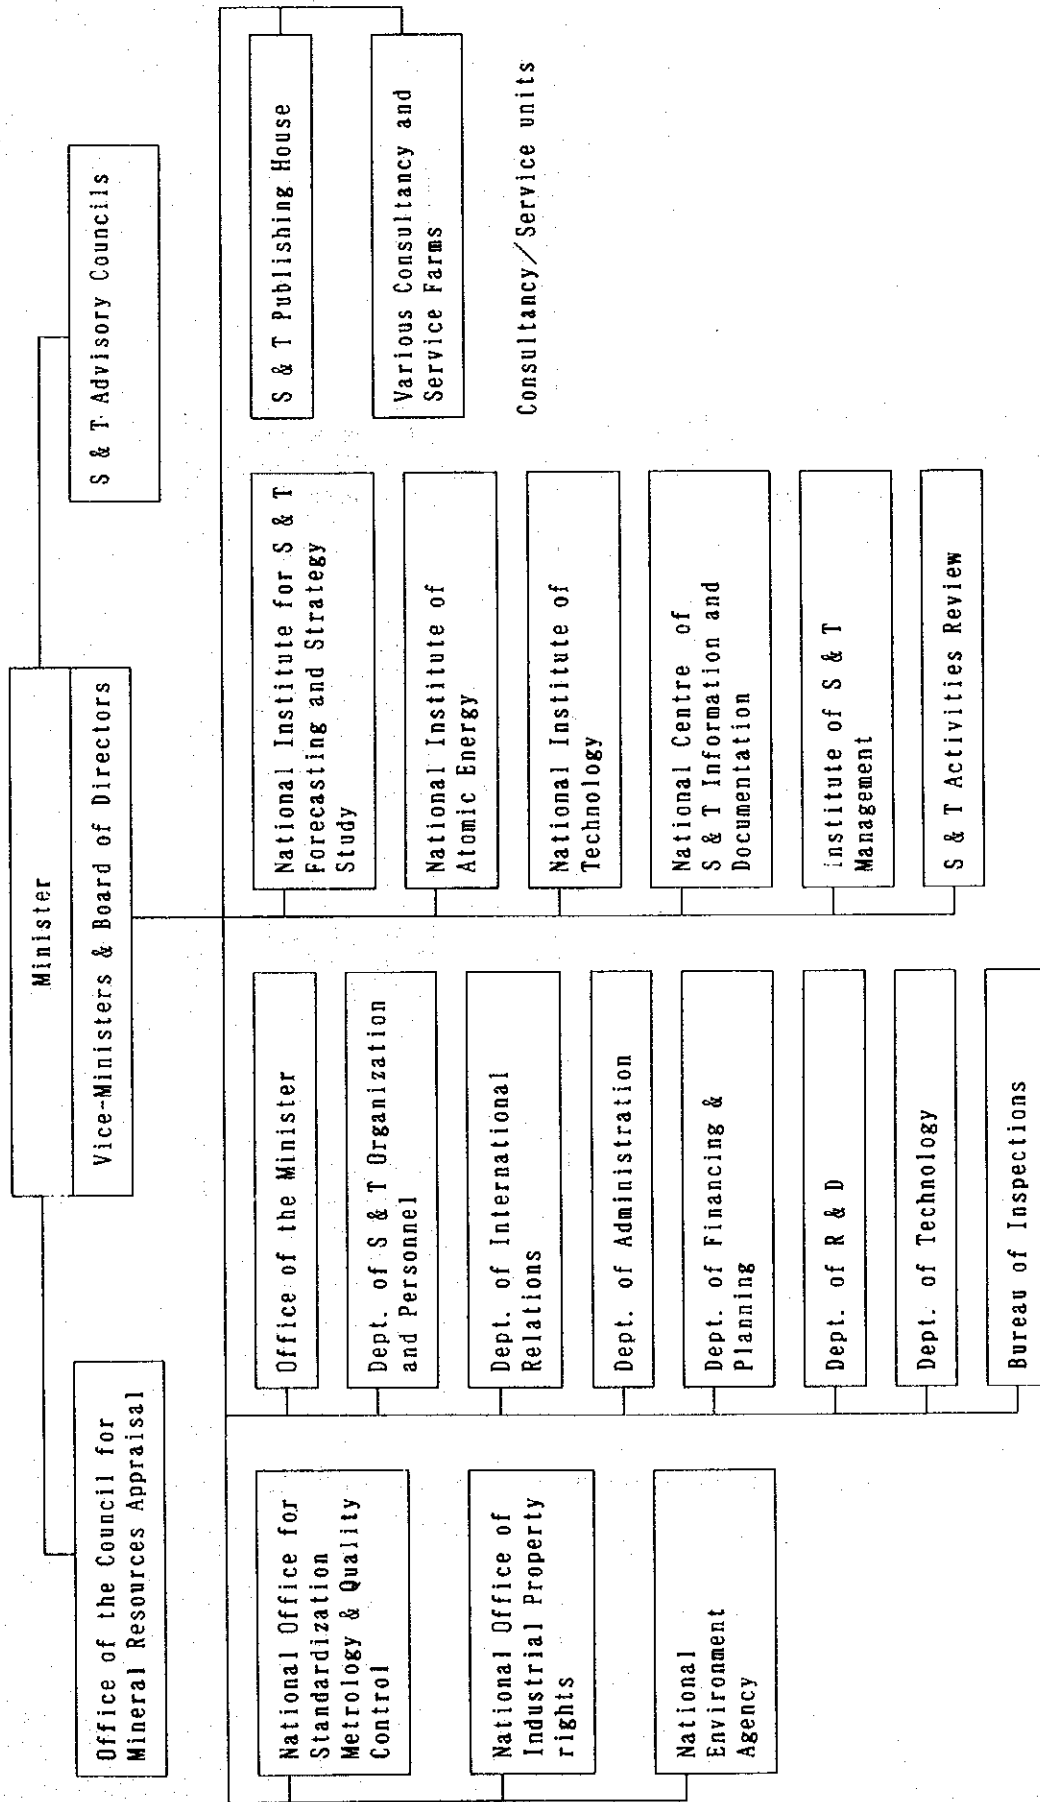 Minister
Vice-Ministers & Board of Directors
Office of the Council for
Mineral Resources Appraisal
S & T Advisory Councils
National Office for
Standardization
Metrology & Quality
Control
National Office of
Industrial Property
rights
National
Environment
Agency
Office of the Minister
Dept. of S & T Organization
and Personnel
Dept. of International
Relations
Dept. of Administration
Dept. of Financing &
Planning
Dept. of R & D
Dept. of Technology
Bureau of Inspections
National Institute for S & T
Forecasting and Strategy
Study
National Institute of
Atomic Energy
National Institute of
Technology
National Centre of
S & T Information and
Documentation
institute of S & T
Management
S & T Activities Review
S & T Publishing House
Various Consultancy and
Service Farms
Consultancy/Service units